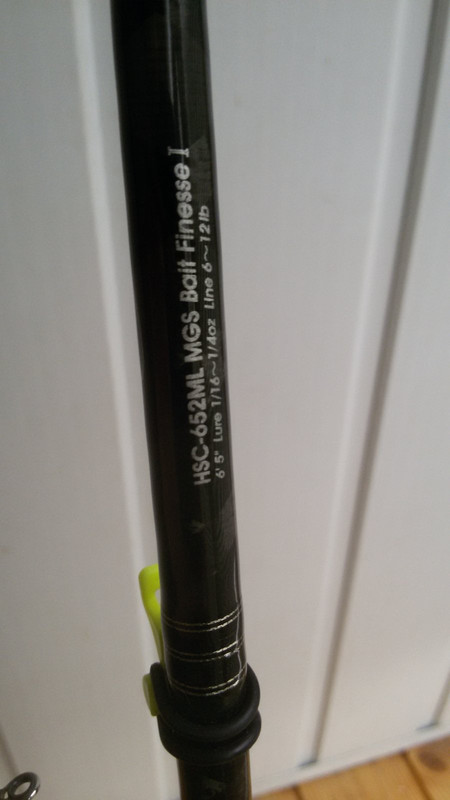 HSC-652ML MGS Bait Finesse I
6'5" Lure 1/16~1/4oz Line 6~12lb